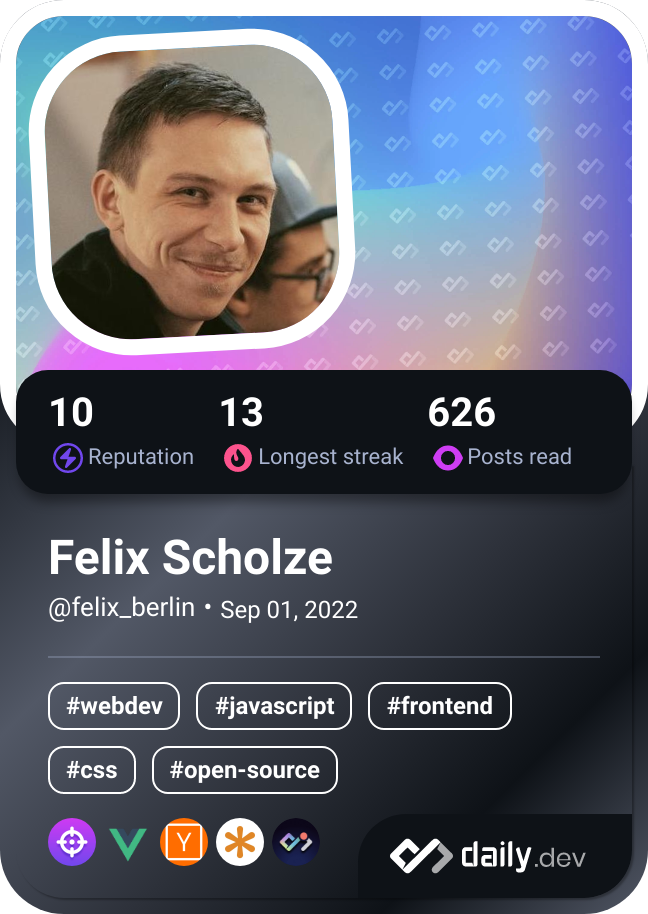 10 13 626
Reputation Longest streak Posts read
Felix Scholze
@felix_berlin • Sep 01, 2022
#webdev #javascript #frontend
#css #open-source
Y
daily.dev